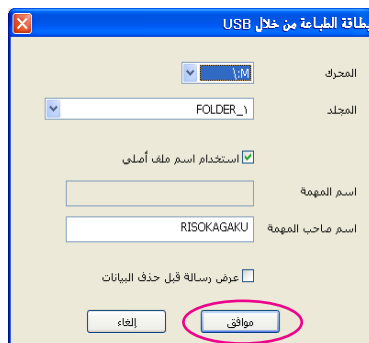 بطاقة الطباعة من خلال USB
المحرك
M:\
المجلد
FOLDER_١
استخدام اسم ملف أصلي
اسم المهمة
اسم صاحب المهمة
RISOKAGAKU
عرض رسالة قبل حذف البيانات
موافق
إلغاء